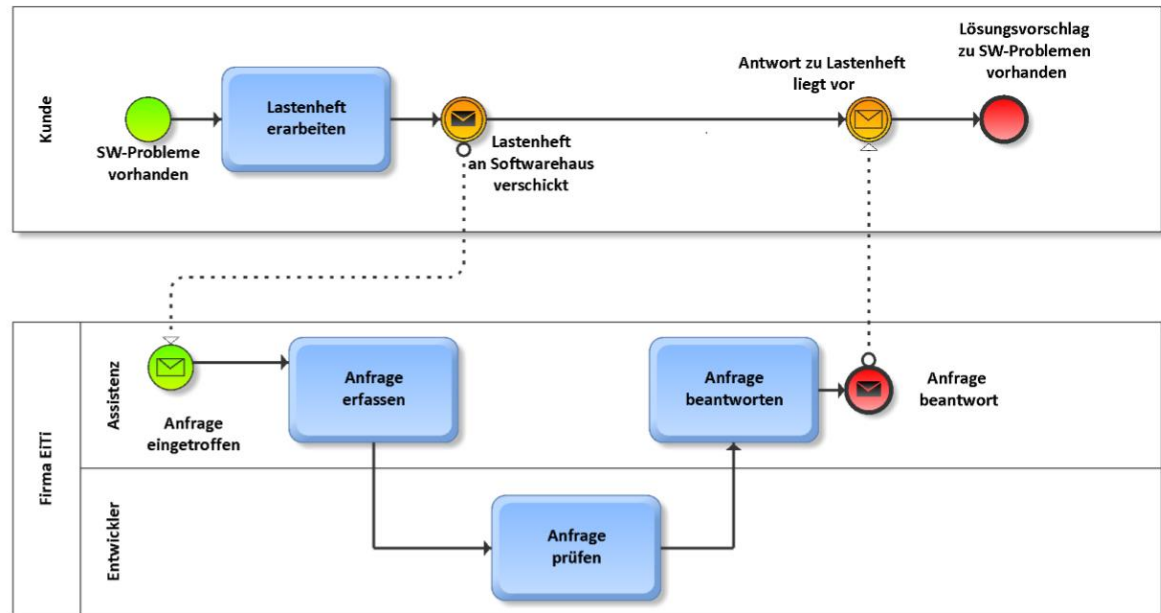 Kunde
SW-Probleme
vorhanden
Lastenheft
erarbeiten
Lastenheft
an Softwarehaus
verschickt
Antwort zu Lastenheft
liegt vor
Lösungsvorschlag
zu SW-Problemen
vorhanden
Firma EiTi
Assistenz
Anfrage
eingetroffen
Anfrage
erfassen
Anfrage
beantworten
Anfrage
beantwort
Entwickler
Anfrage
prüfen